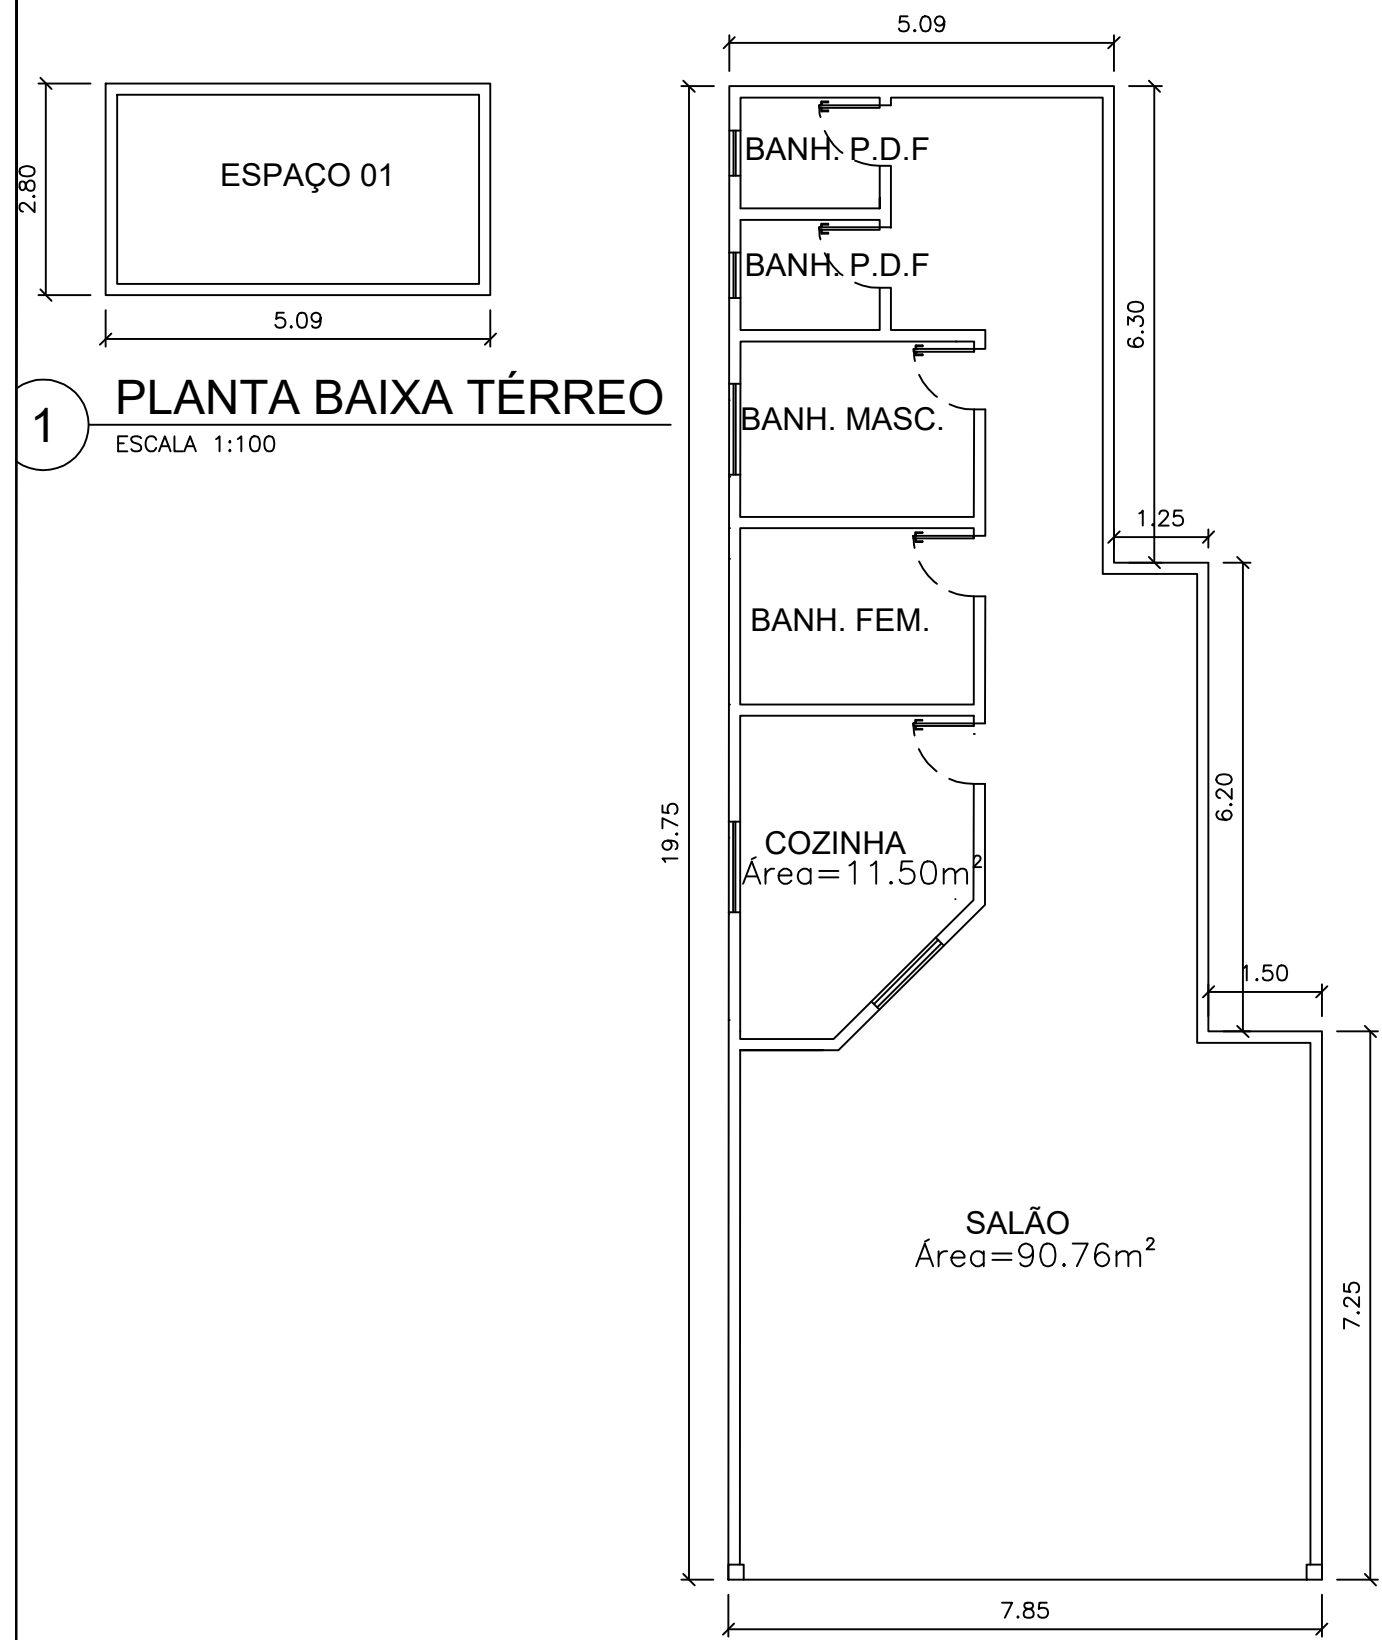 5.09
2.80
ESPAÇO 01
5.09
1
PLANTA BAIXA TÉRREO
ESCALA 1:100
BANH. P.D.F
BANH. P.D.F
6.30
BANH. MASC.
1.25
BANH. FEM.
6.20
19.75
COZINHA
Área=11.50m²
1.50
SALÃO
Área=90.76m²
7.25
7.85